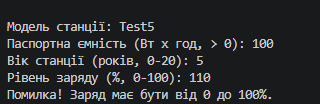 Модель станції: Test5
Паспортна ємність (Вт х год, > 0): 100
Вік станції (років, 0-20): 5
Рівень заряду (%, 0-100): 110
Помилка! Заряд має бути від 0 до 100%.